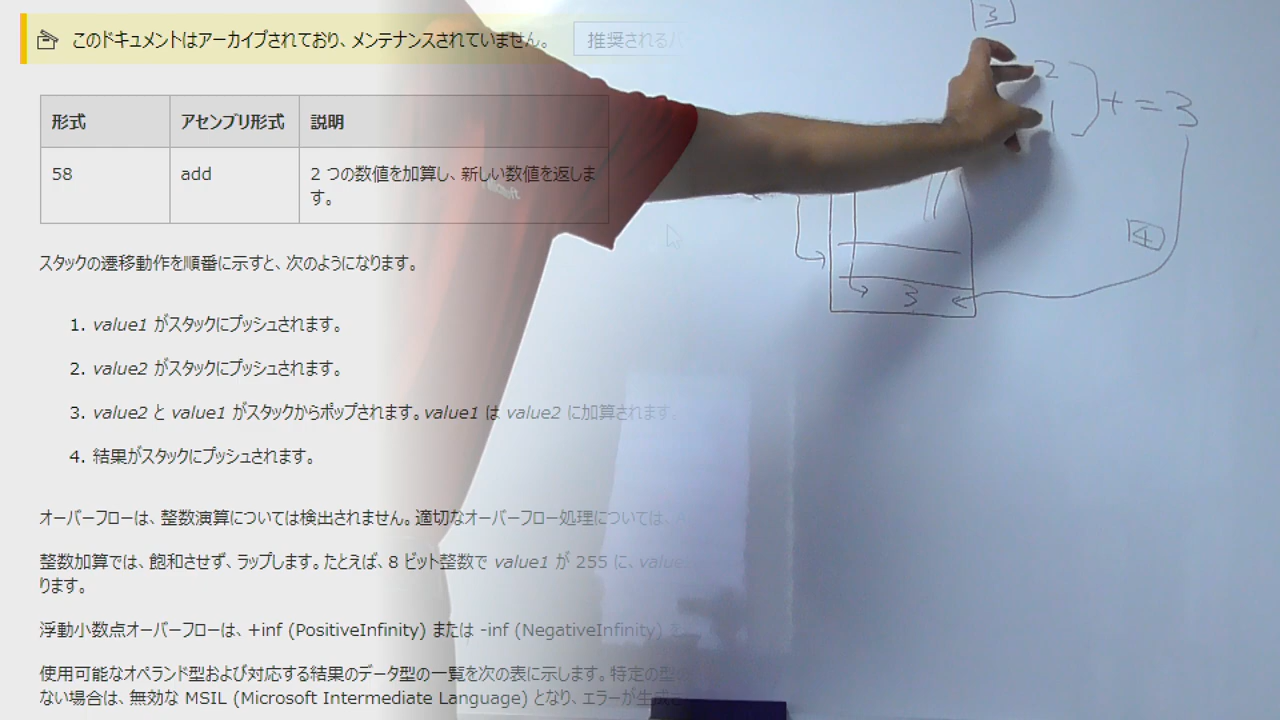 このドキュメントはアーカイブされており、メンテナンスされていません。
推奨されるバ
形式 アセンブリ形式 説明
58 add 2 つの数値を加算し、新しい数値を返しま
す。
スタックの遷移動作を順番に示すと、次のようになります。
1. value1 がスタックにプッシュされます。
2. value2 がスタックにプッシュされます。
3. value2 と value1 がスタックからポップされます。value1 は value2 に加算されます。
4. 結果がスタックにプッシュされます。
オーバーフローは、整数演算については検出されません。適切なオーバーフロー処理については、A
整数加算では、飽和させず、ラップします。たとえば、8 ビット整数で value1 が 255 に、value2
ります。
浮動小数点オーバーフローは、+inf (PositiveInfinity) または -inf (NegativeInfinity) を
使用可能なオペランド型および対応する結果のデータ型の一覧を次の表に示します。特定の型の
ない場合は、無効な MSIL (Microsoft Intermediate Language) となり、エラーが生成さ
3
2
1
+ = 3
4
3